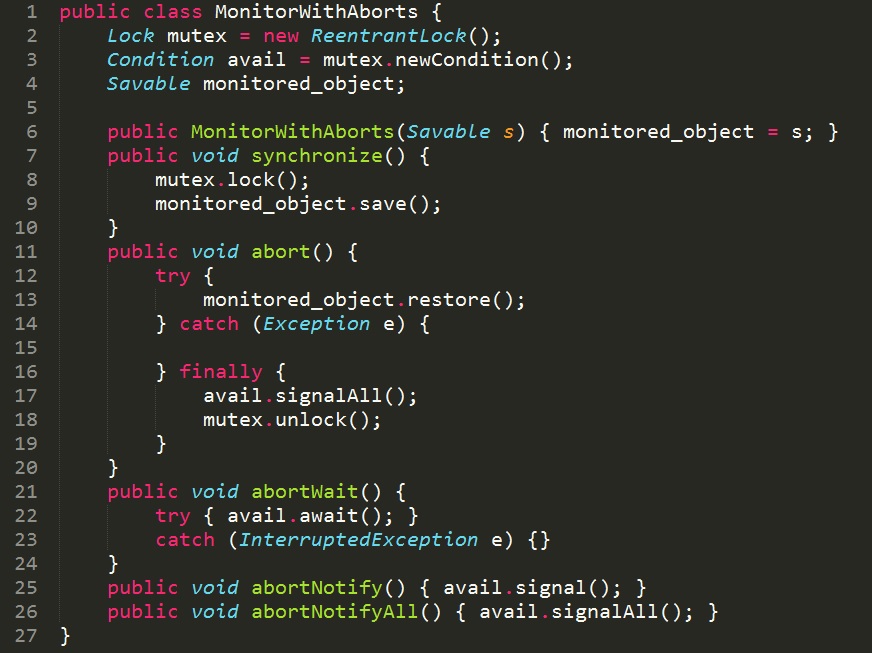 1 public class MonitorWithAborts {
2     Lock mutex = new ReentrantLock();
3     Condition avail = mutex.newCondition();
4     Savable monitored_object;
5
6     public MonitorWithAborts(Savable s) { monitored_object = s; }
7     public void synchronize() {
8         mutex.lock();
9         monitored_object.save();
10     }
11     public void abort() {
12         try {
13             monitored_object.restore();
14         } catch (Exception e) {
15
16         } finally {
17             avail.signalAll();
18             mutex.unlock();
19         }
20     }
21     public void abortWait() {
22         try { avail.await(); }
23         catch (InterruptedException e) {}
24     }
25     public void abortNotify() { avail.signal(); }
26     public void abortNotifyAll() { avail.signalAll(); }
27 }